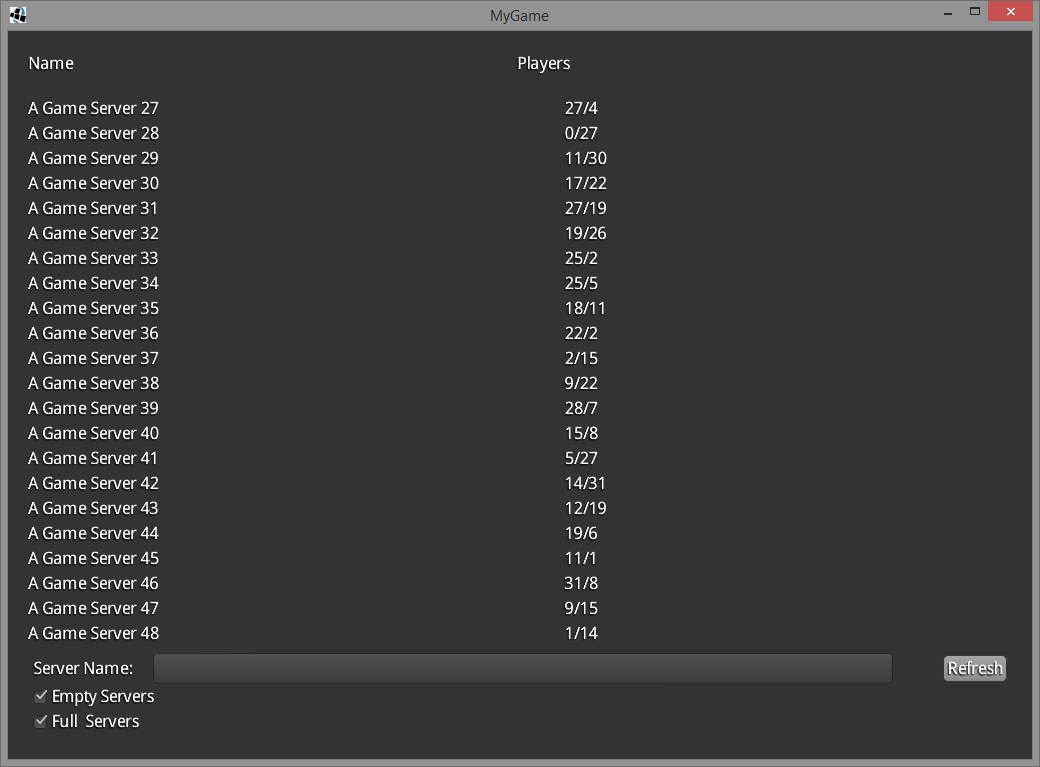 MyGame
Name Players
A Game Server 27 27/4
A Game Server 28 0/27
A Game Server 29 11/30
A Game Server 30 17/22
A Game Server 31 27/19
A Game Server 32 19/26
A Game Server 33 25/2
A Game Server 34 25/5
A Game Server 35 18/11
A Game Server 36 22/2
A Game Server 37 2/15
A Game Server 38 9/22
A Game Server 39 28/7
A Game Server 40 15/8
A Game Server 41 5/27
A Game Server 42 14/31
A Game Server 43 12/19
A Game Server 44 19/6
A Game Server 45 11/1
A Game Server 46 31/8
A Game Server 47 9/15
A Game Server 48 1/14
Server Name: Refresh
Empty Servers
Full Servers